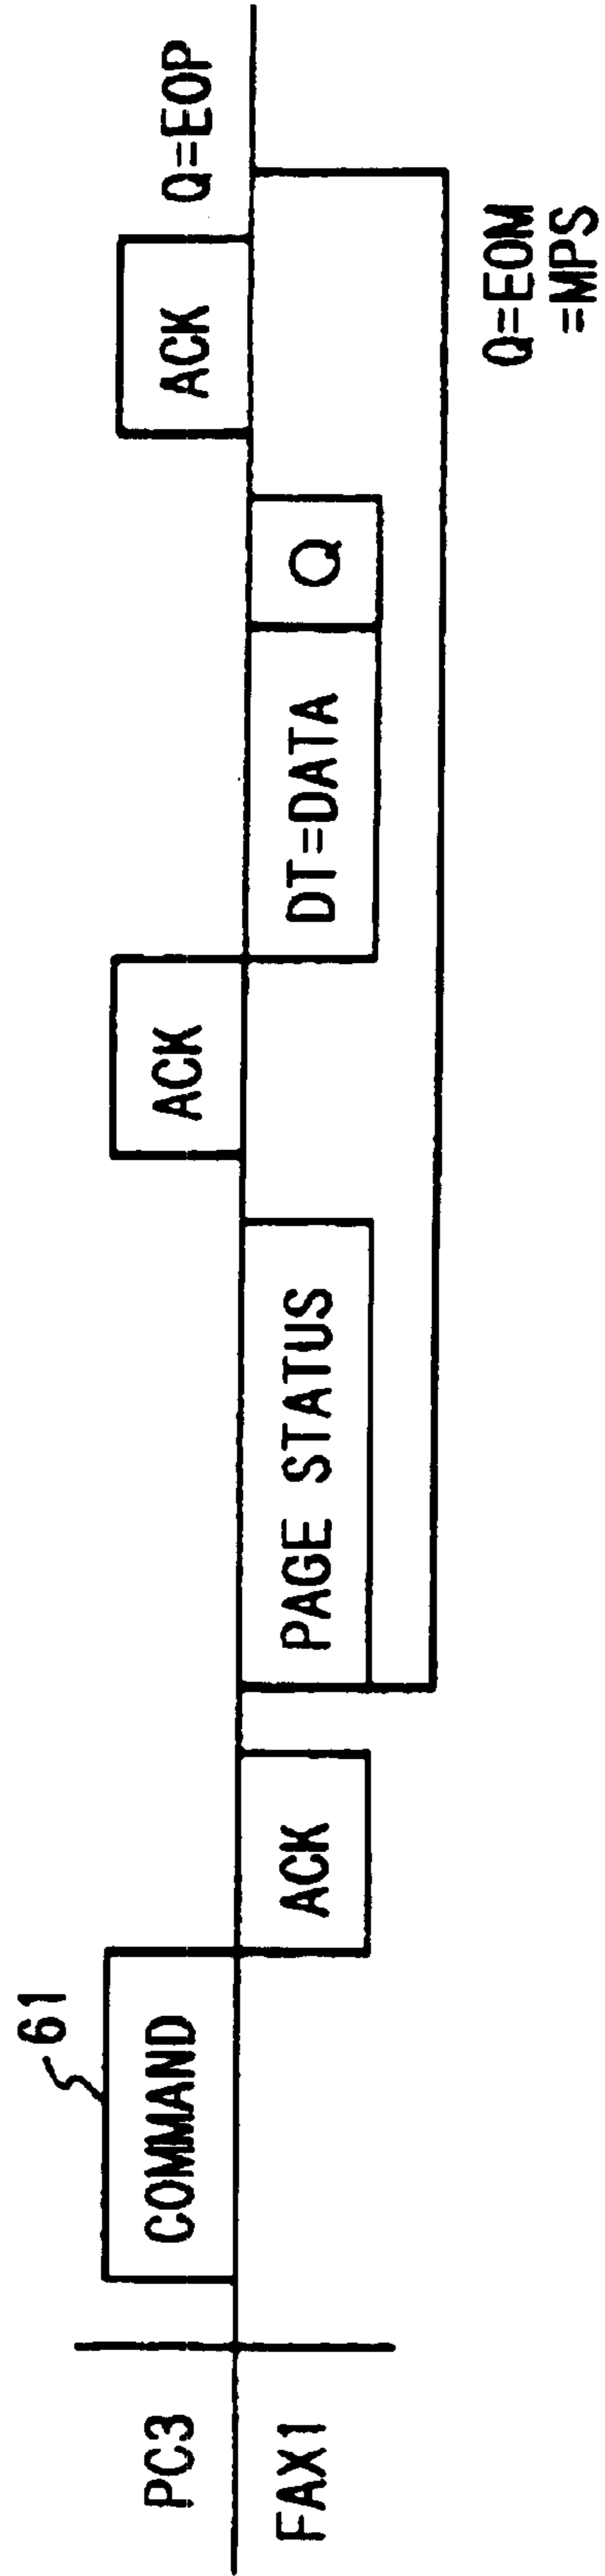 PC3
FAX1
61
COMMAND
ACK
PAGE STATUS
ACK
DT=DATA
Q
ACK
Q=EOP
Q=EOM
=MPS